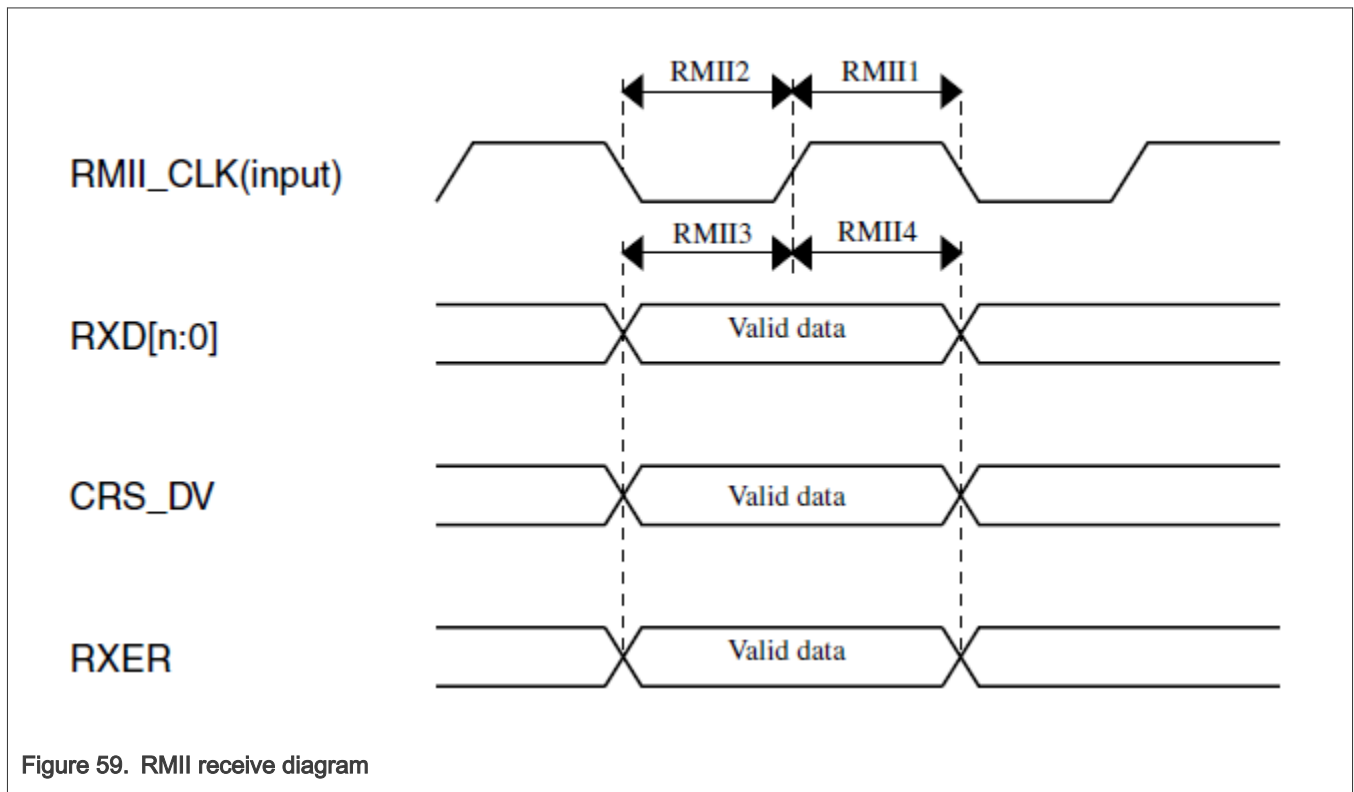 RMII2 RMII1
RMII_CLK(input)
RMII3 RMII4
RXD[n:0] Valid data
CRS_DV Valid data
RXER Valid data
Figure 59. RMII receive diagram